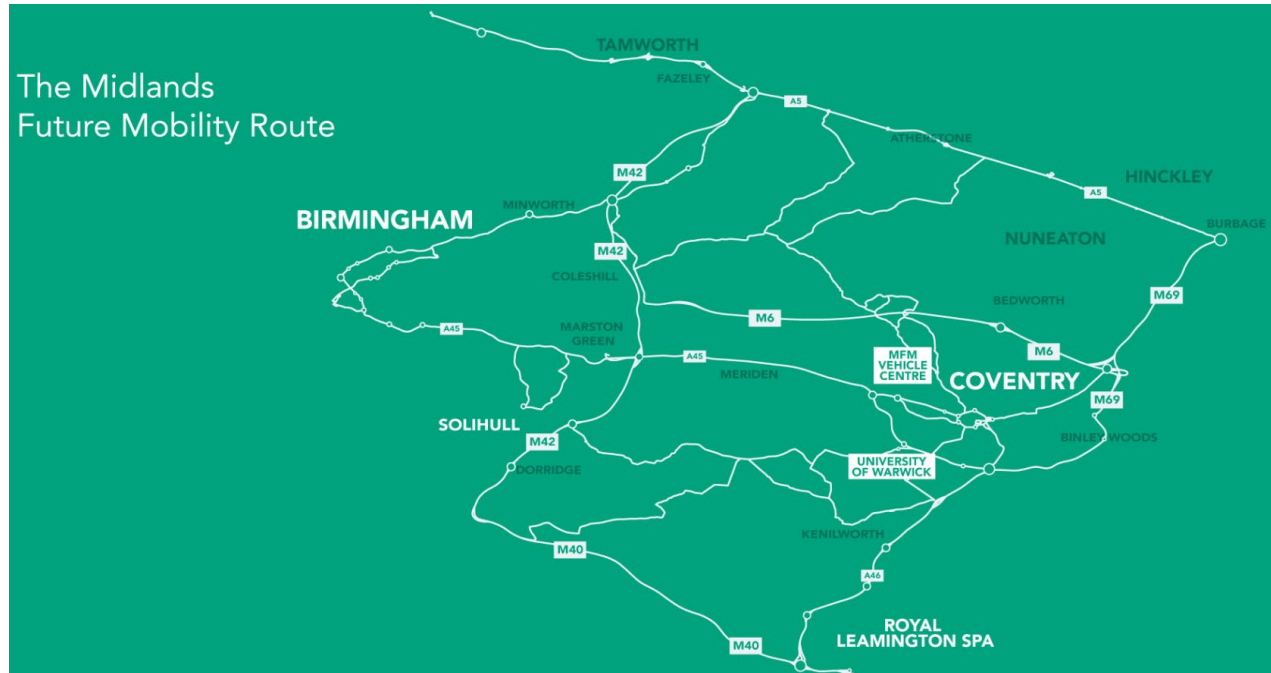 The Midlands
Future Mobility Route
TAMWORTH
FAZELEY
A5
ATHERSTONE
HINCKLEY
A5
BURBAGE
M42
MINWORTH
BIRMINGHAM
NUNEATON
M42
COLESHILL
M69
BEDWORTH
M6
A45
MARSTON
GREEN
A45
MERIDEN
M6
MFM
VEHICLE
CENTRE
COVENTRY
M69
SOLIHULL
M42
BINLEY WOODS
DORRIDGE
UNIVERSITY
OF WARWICK
KENILWORTH
M40
A46
ROYAL
LEAMINGTON SPA
M40